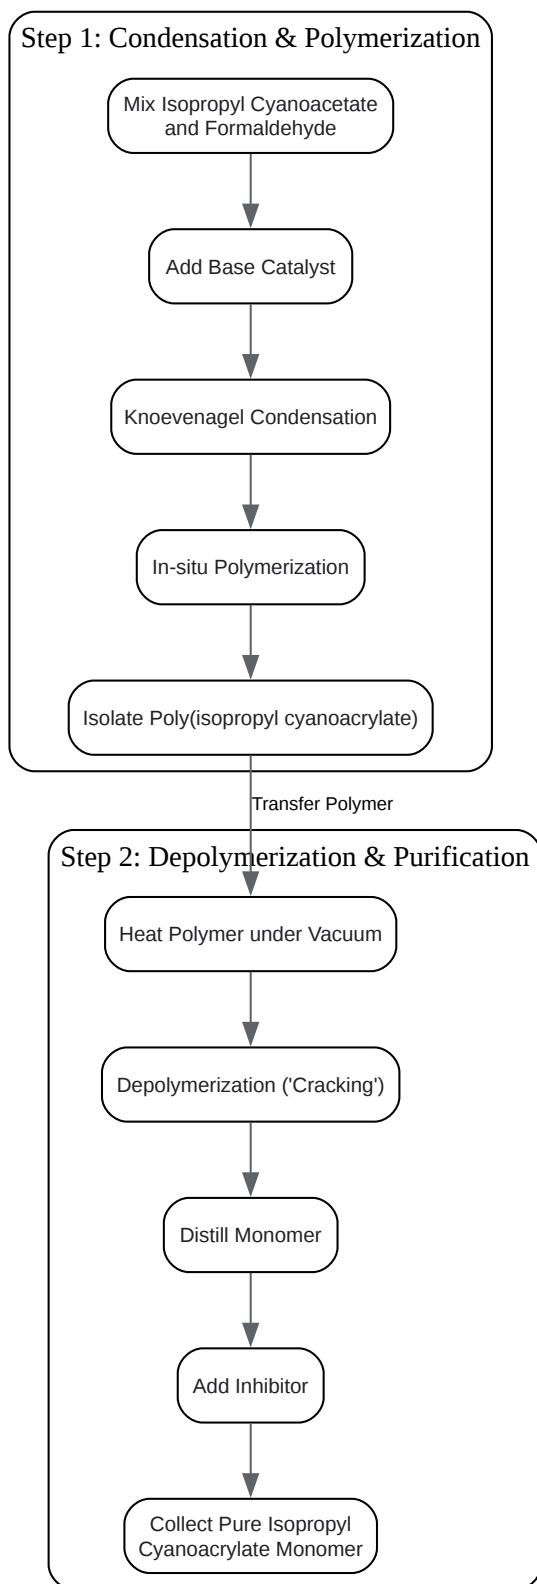 Step 1: Condensation & Polymerization
Mix Isopropyl Cyanoacetate
and Formaldehyde
Add Base Catalyst
Knoevenagel Condensation
In-situ Polymerization
Isolate Poly(isopropyl cyanoacrylate)
Transfer Polymer
Step 2: Depolymerization & Purification
Heat Polymer under Vacuum
Depolymerization ('Cracking')
Distill Monomer
Add Inhibitor
Collect Pure Isopropyl
Cyanoacrylate Monomer